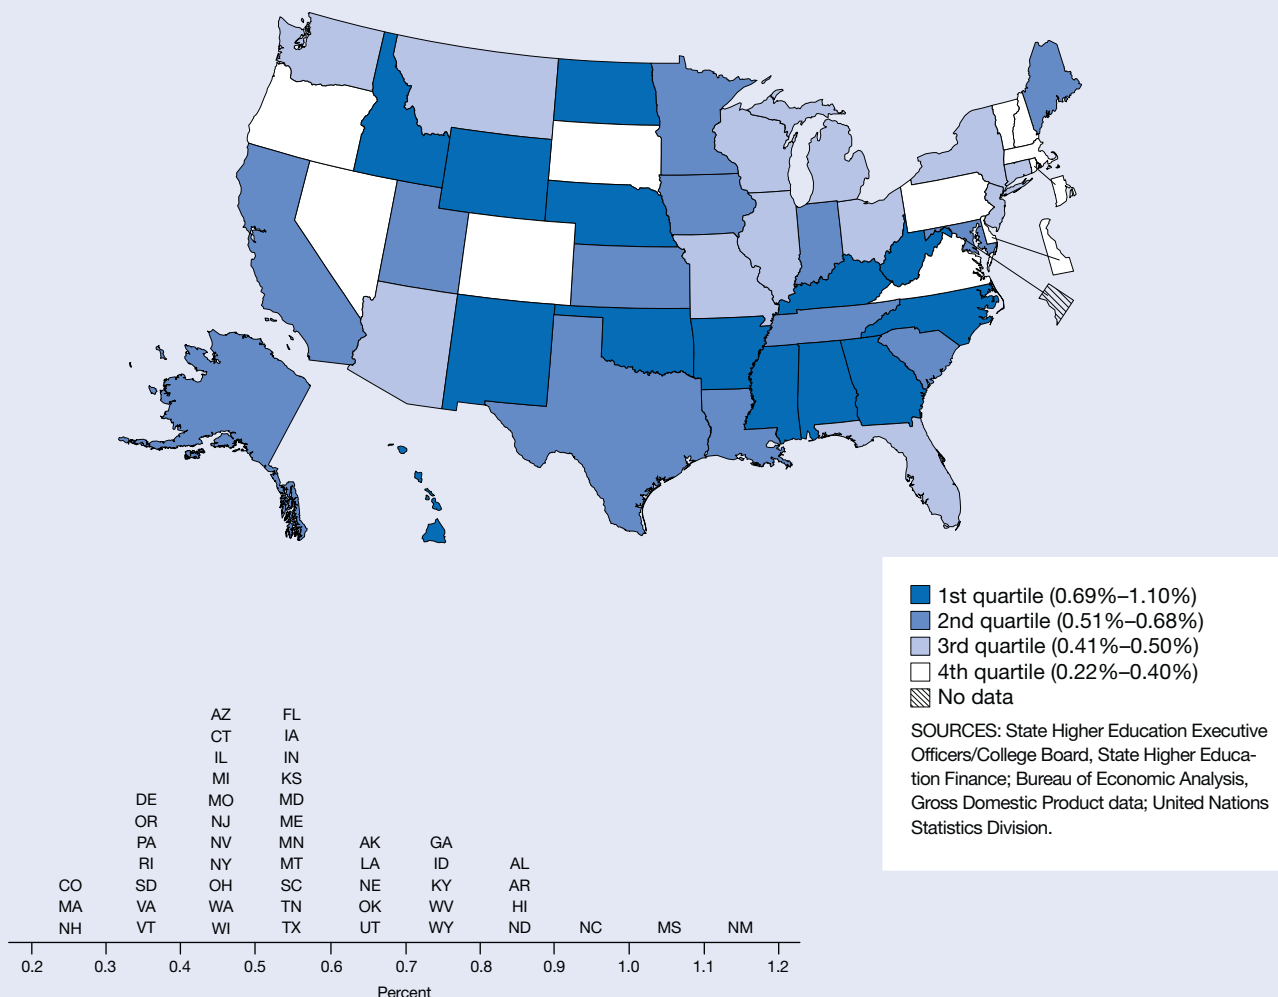 1st quartile (0.69%–1.10%)
2nd quartile (0.51%–0.68%)
3rd quartile (0.41%–0.50%)
4th quartile (0.22%–0.40%)
No data
SOURCES: State Higher Education Executive
Officers/College Board, State Higher Educa-
tion Finance; Bureau of Economic Analysis,
Gross Domestic Product data; United Nations
Statistics Division.
AZ FL
CT IA
IL IN
MI KS
DE MO MD
OR NJ ME
PA NV MN AK GA
RI NY MT LA ID AL
CO SD OH SC NE KY AR
MA VA WA TN OK WV HI
NH VT WI TX UT WY ND NC MS NM
0.2 0.3 0.4 0.5 0.6 0.7 0.8 0.9 1.0 1.1 1.2
Percent